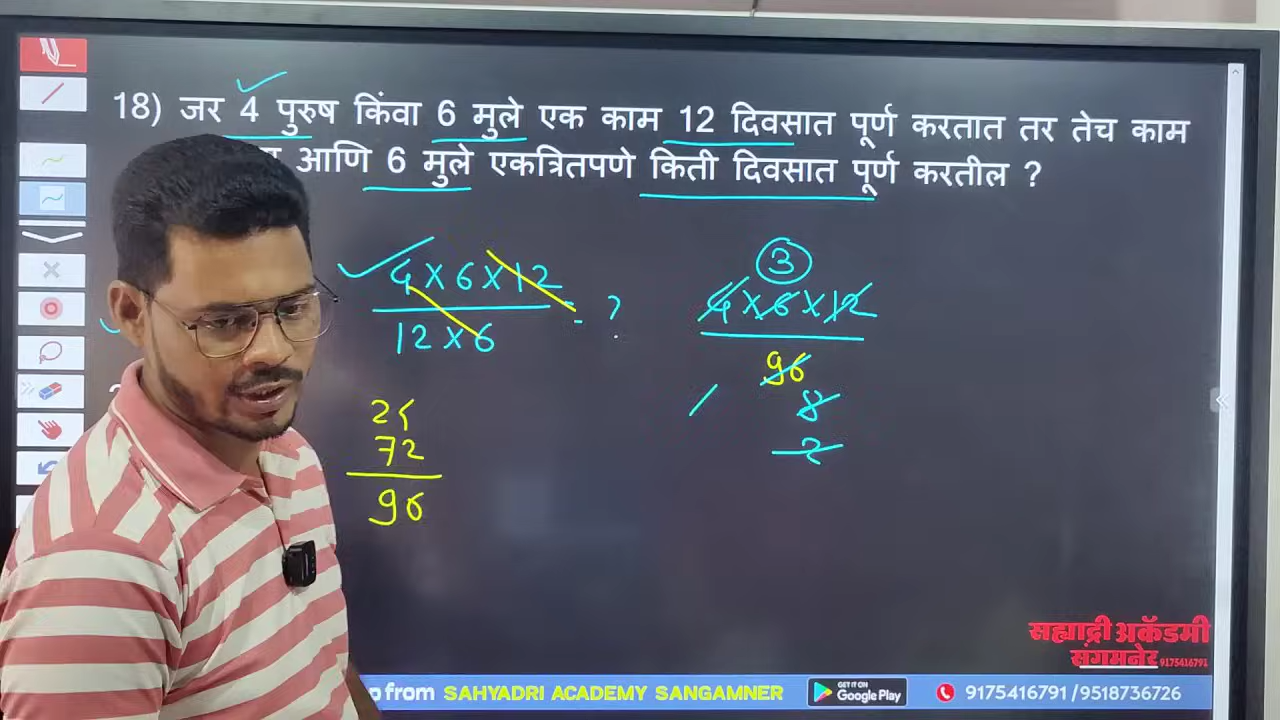 18) जर 4 पुरुष किंवा 6 मुले एक काम 12 दिवसात पूर्ण करतात तर तेच काम
आणि 6 मुले एकत्रितपणे किती दिवसात पूर्ण करतील ?
4 X 6 X 12
12 X 6
= ?
24
72
96
3
4 X 6 X 12
96
8
2
सह्याद्री अकॅडमी
संगमनेर 9175416791
p from SAHYADRI ACADEMY SANGAMNER GET IT ON Google Play 9175416791 /9518736726